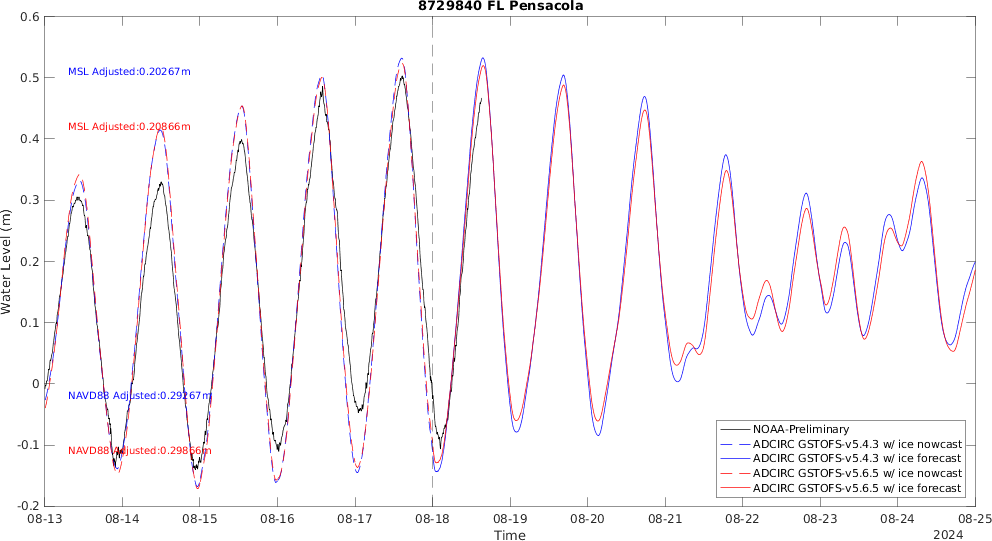 8729840 FL Pensacola
0.6
0.5
0.4
0.3
0.2
0.1
0
-0.1
-0.2
Water Level (m)
MSL Adjusted:0.20267m
MSL Adjusted:0.20866m
NAVD88 Adjusted:0.29267m
NAVD88 Adjusted:0.29866m
NOAA-Preliminary
ADCIRC GSTOFS-v5.4.3 w/ ice nowcast
ADCIRC GSTOFS-v5.4.3 w/ ice forecast
ADCIRC GSTOFS-v5.6.5 w/ ice nowcast
ADCIRC GSTOFS-v5.6.5 w/ ice forecast
08-13 08-14 08-15 08-16 08-17 08-18 08-19 08-20 08-21 08-22 08-23 08-24 08-25
Time
2024